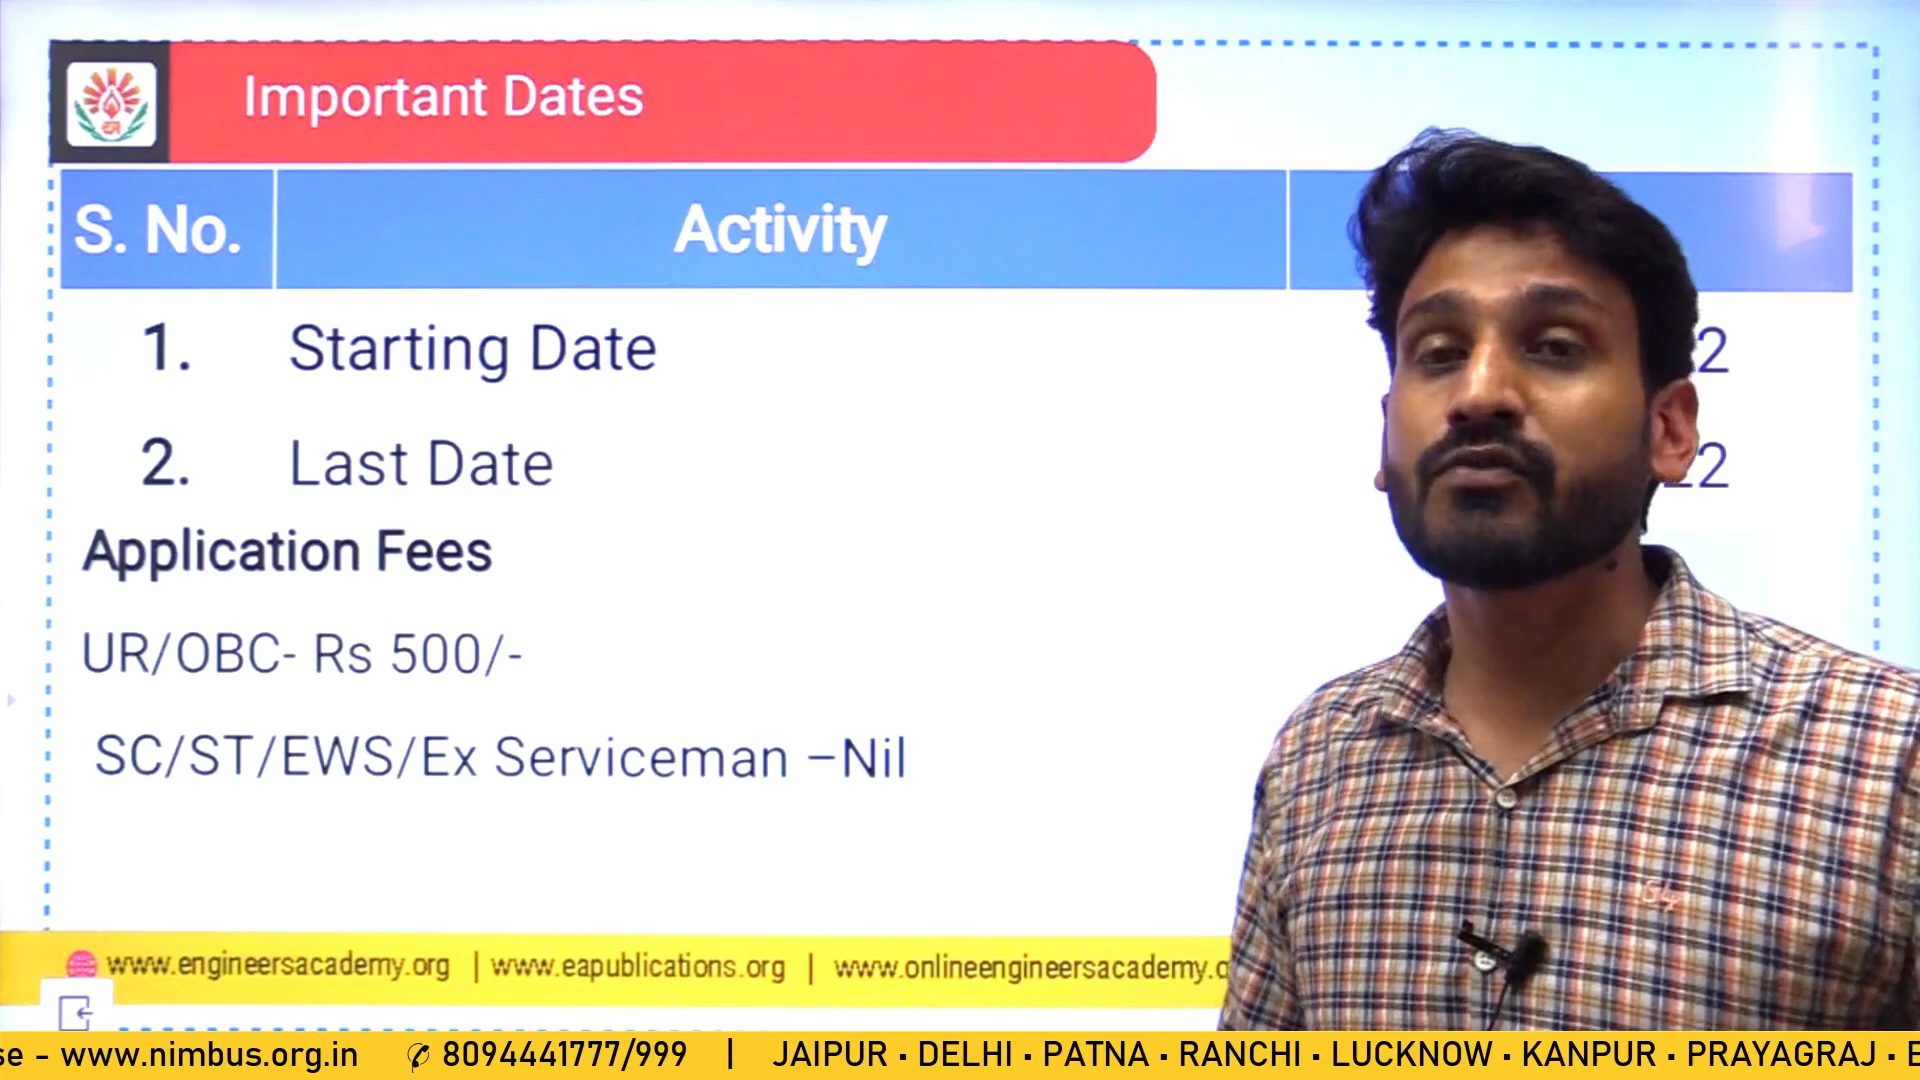 Important Dates
S. No. Activity
1. Starting Date 2
2. Last Date 22
Application Fees
UR/OBC- Rs 500/-
SC/ST/EWS/Ex Serviceman –Nil
www.engineersacademy.org | www.eapublications.org | www.onlineengineersacademy.o
se - www.nimbus.org.in ✆ 8094441777/999 | JAIPUR • DELHI • PATNA • RANCHI • LUCKNOW • KANPUR • PRAYAGRAJ •